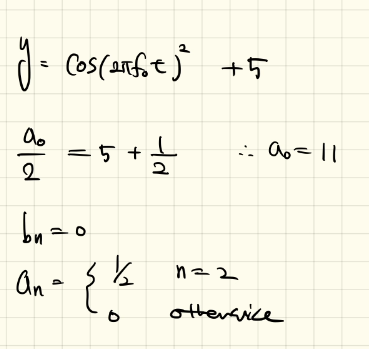 y = cos(2πf₀t)² + 5
a₀/2 = 5 + 1/2 ∴ a₀ = 11
bn = 0
an = { 1/2 n = 2
0 otherwise